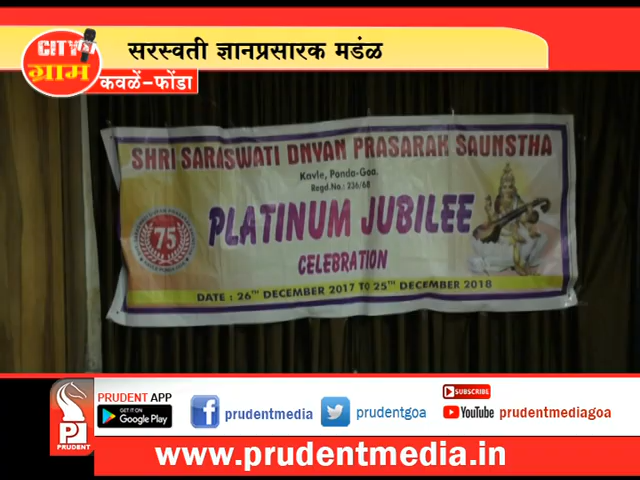 CITY
ग्राम
सरस्वती ज्ञानप्रसारक मडंळ
कवळें-फोंडा
SHRI SARASWATI DNYAN PRASARAK SAUNSTHA
Kavle, Ponda-Goa.
Regd.No.: 236/68
75
PLATINUM JUBILEE
CELEBRATION
DATE : 26TH DECEMBER 2017 TO 25TH DECEMBER 2018
PRUDENT
PRUDENT APP
GET IT ON
Google Play
prudentmedia
prudentgoa
SUBSCRIBE
YouTube prudentmediagoa
www.prudentmedia.in